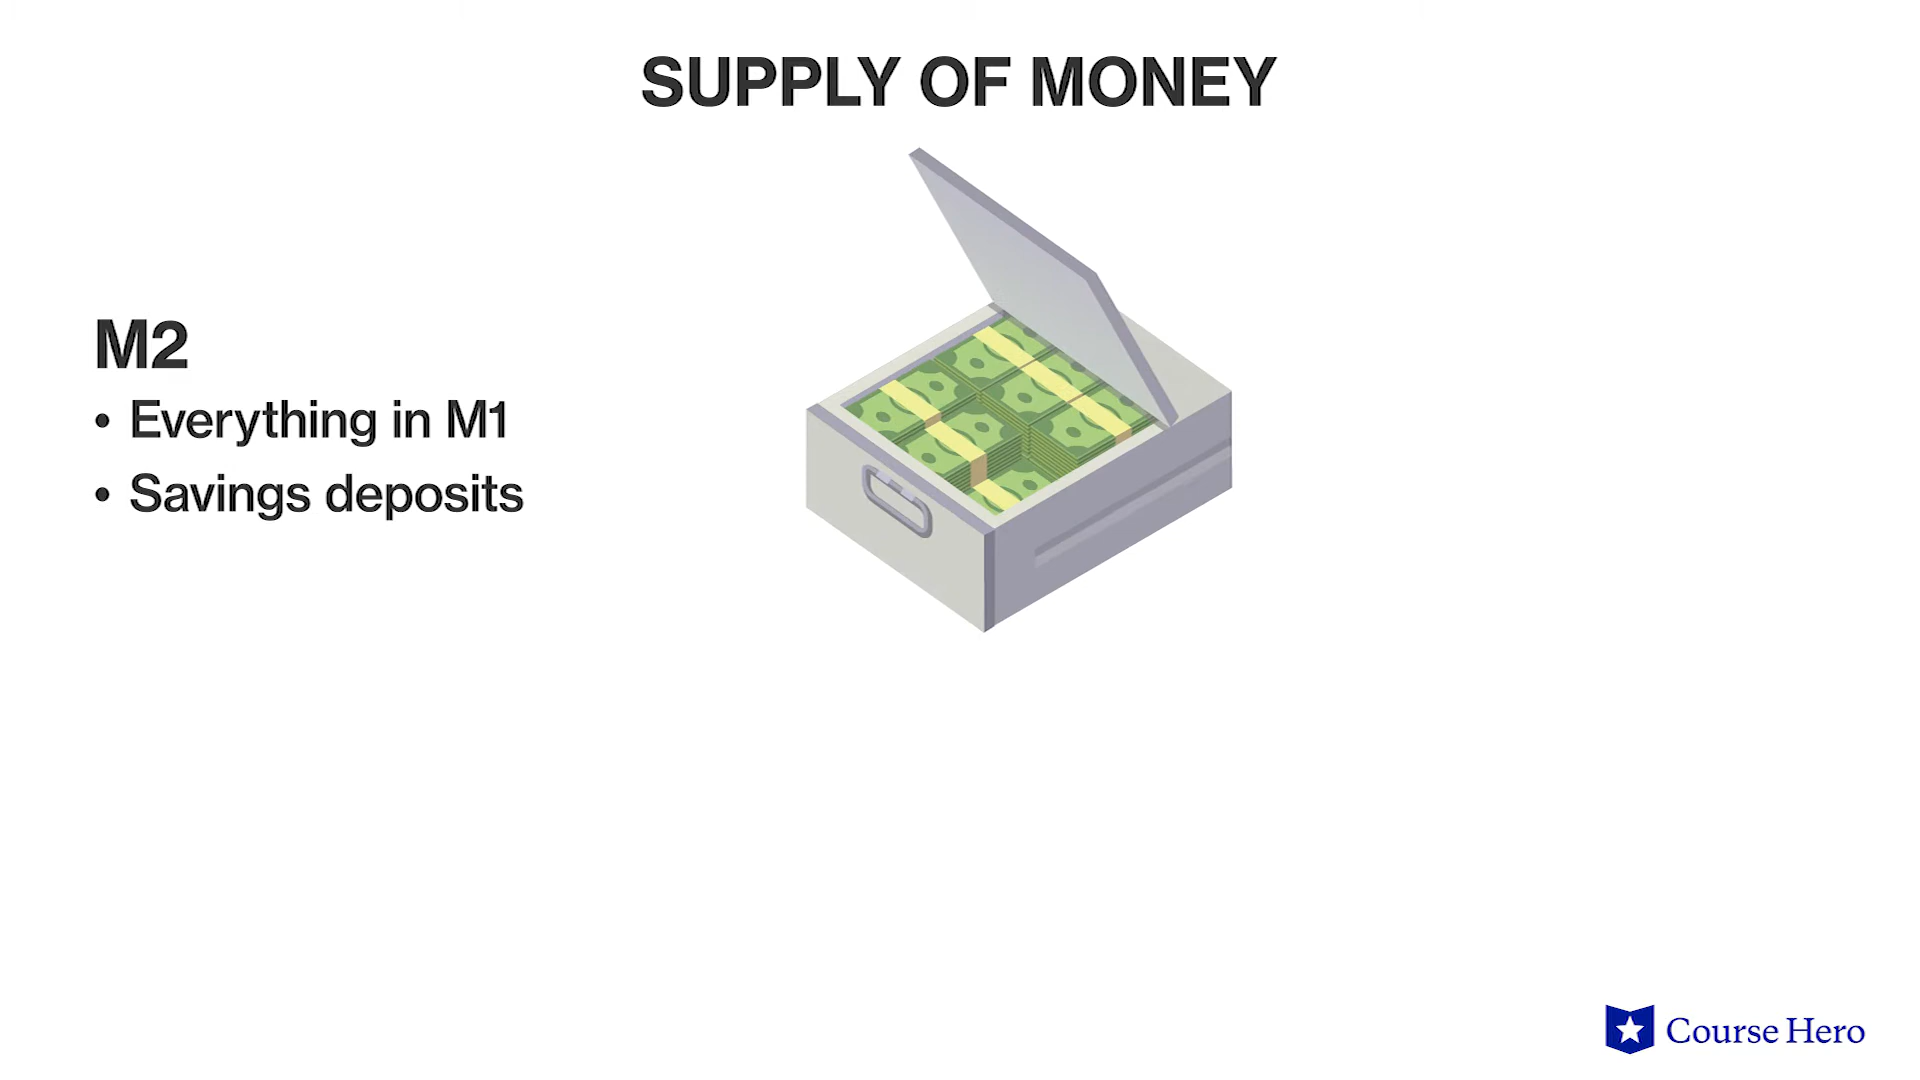 SUPPLY OF MONEY
M2
• Everything in M1
• Savings deposits
Course Hero